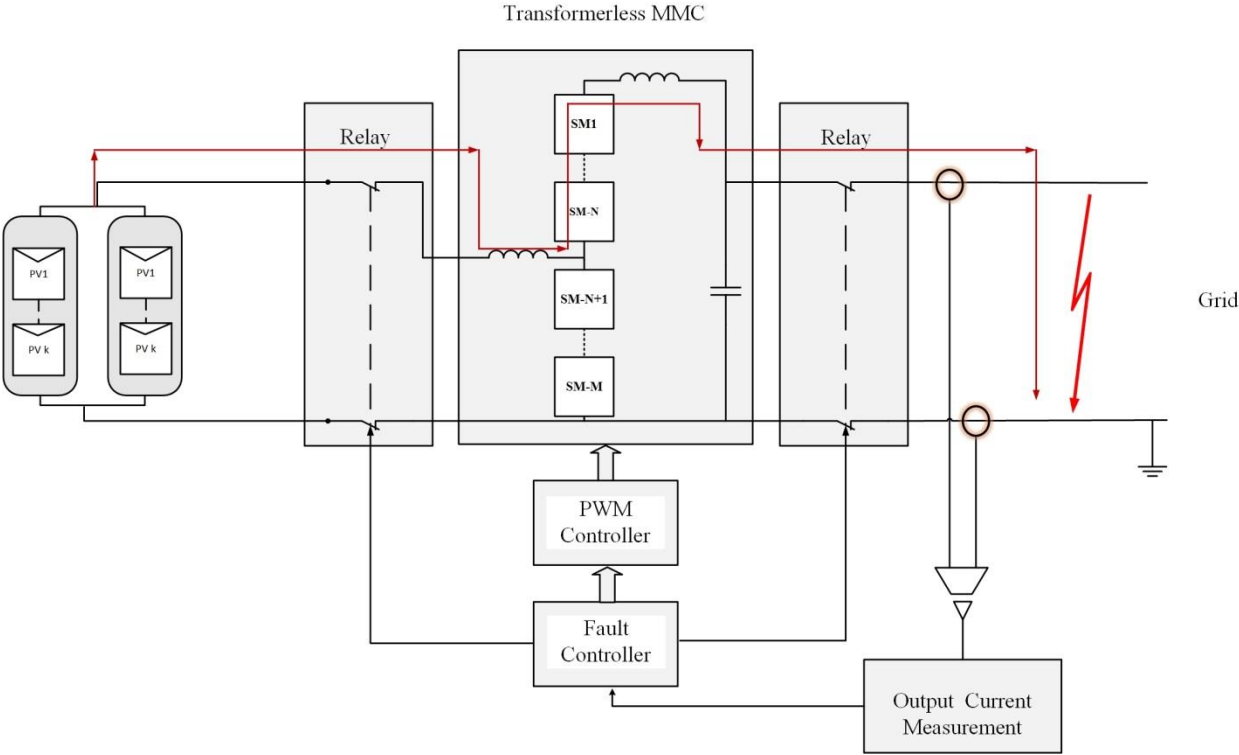 Transformerless MMC
Relay
SM1
Relay
SM-N
PV1
PV1
SM-N+1
Grid
PV k
PV k
SM-M
PWM
Controller
Fault
Controller
Output Current
Measurement